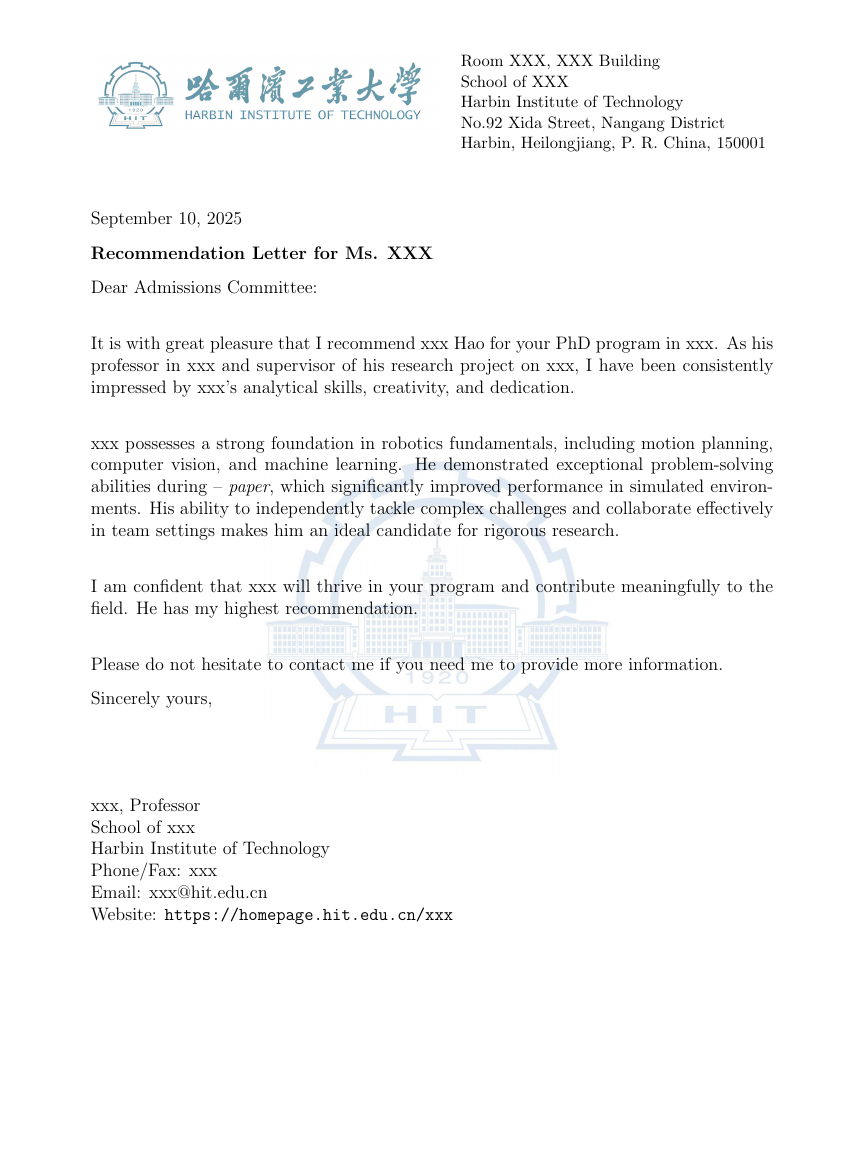 哈爾濱工業大學
HARBIN INSTITUTE OF TECHNOLOGY
1920
HIT
Room XXX, XXX Building
School of XXX
Harbin Institute of Technology
No.92 Xida Street, Nangang District
Harbin, Heilongjiang, P. R. China, 150001
September 10, 2025
Recommendation Letter for Ms. XXX
Dear Admissions Committee:
It is with great pleasure that I recommend xxx Hao for your PhD program in xxx. As his
professor in xxx and supervisor of his research project on xxx, I have been consistently
impressed by xxx's analytical skills, creativity, and dedication.
xxx possesses a strong foundation in robotics fundamentals, including motion planning,
computer vision, and machine learning. He demonstrated exceptional problem-solving
abilities during – paper, which significantly improved performance in simulated environ-
ments. His ability to independently tackle complex challenges and collaborate effectively
in team settings makes him an ideal candidate for rigorous research.
I am confident that xxx will thrive in your program and contribute meaningfully to the
field. He has my highest recommendation.
Please do not hesitate to contact me if you need me to provide more information.
1920
Sincerely yours,
HIT
xxx, Professor
School of xxx
Harbin Institute of Technology
Phone/Fax: xxx
Email: xxx@hit.edu.cn
Website: https://homepage.hit.edu.cn/xxx